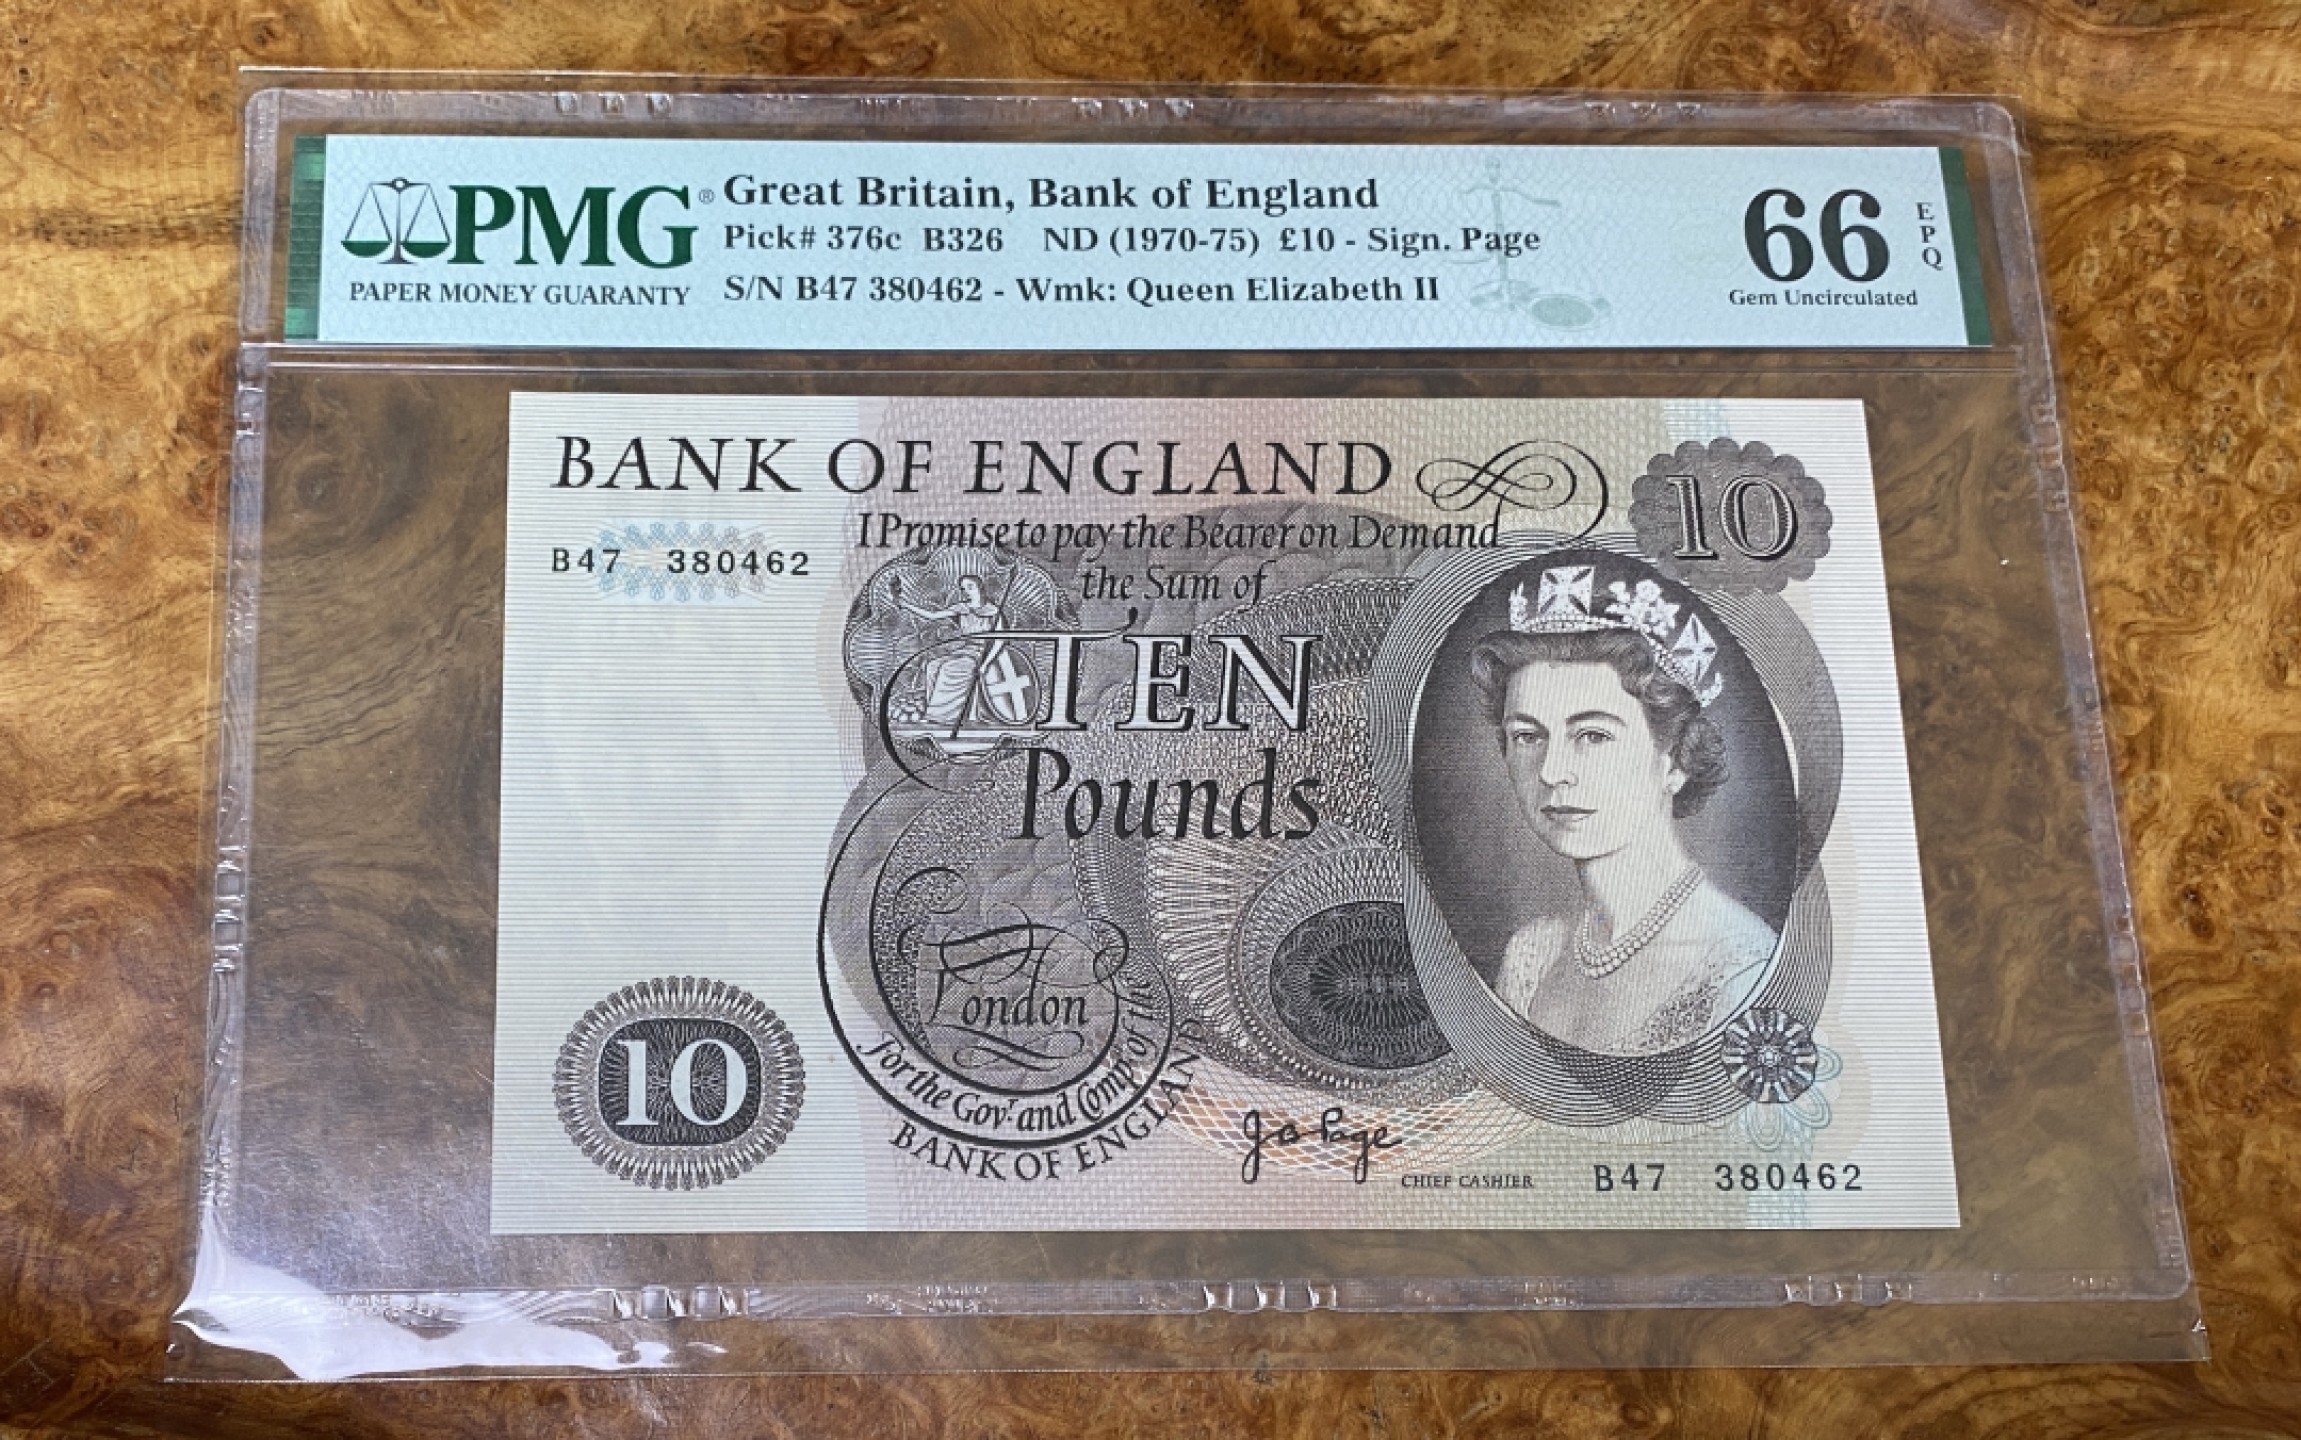 PMG®
PAPER MONEY GUARANTY
Great Britain, Bank of England
Pick# 376c B326 ND (1970-75) £10 - Sign. Page
S/N B47 380462 - Wmk: Queen Elizabeth II
66
EPQ
Gem Uncirculated
BANK OF ENGLAND
10
I Promise to pay the Bearer on Demand
the Sum of
B47 380462
TEN
Pounds
London
For the Govr. and Comp. of the
BANK OF ENGLAND
10
J B Page
CHIEF CASHIER
B47 380462